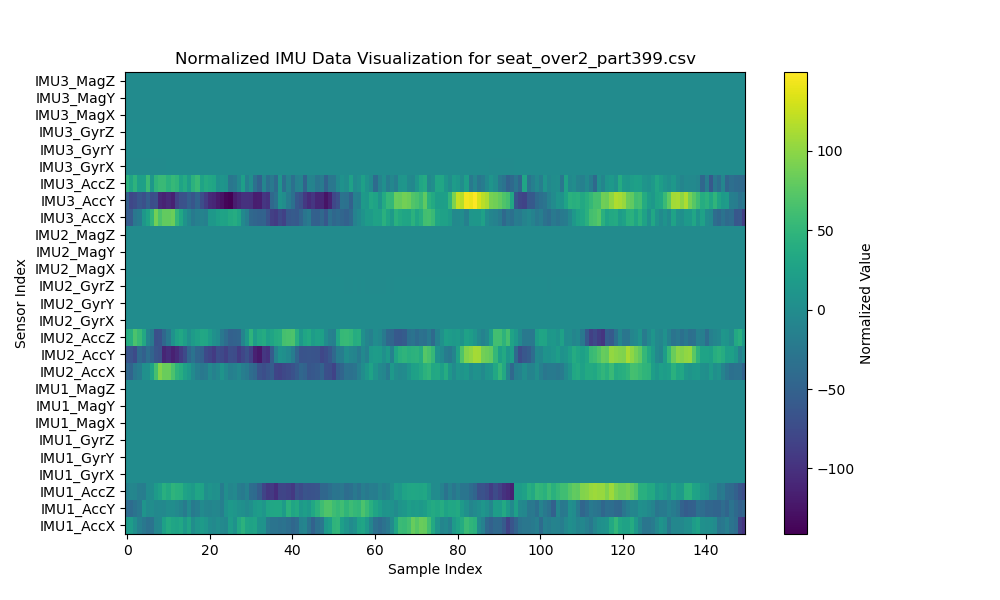 Normalized IMU Data Visualization for seat_over2_part399.csv
IMU3_MagZ
IMU3_MagY
IMU3_MagX
IMU3_GyrZ
IMU3_GyrY
IMU3_GyrX
IMU3_AccZ
IMU3_AccY
IMU3_AccX
IMU2_MagZ
IMU2_MagY
IMU2_MagX
IMU2_GyrZ
IMU2_GyrY
IMU2_GyrX
IMU2_AccZ
IMU2_AccY
IMU2_AccX
IMU1_MagZ
IMU1_MagY
IMU1_MagX
IMU1_GyrZ
IMU1_GyrY
IMU1_GyrX
IMU1_AccZ
IMU1_AccY
IMU1_AccX
Sensor Index
0 20 40 60 80 100 120 140
Sample Index
100
50
0
−50
−100
Normalized Value